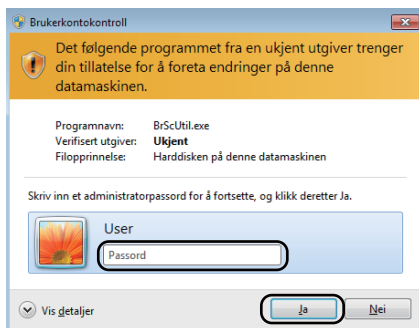 Brukerkontokontroll
Det følgende programmet fra en ukjent utgiver trenger
din tillatelse for å foreta endringer på denne
datamaskinen.
Programnavn: BrScUtil.exe
Verifisert utgiver: Ukjent
Filopprinnelse: Harddisken på denne datamaskinen
Skriv inn et administratorpassord for å fortsette, og klikk deretter Ja.
User
Passord
Vis detaljer Ja Nei